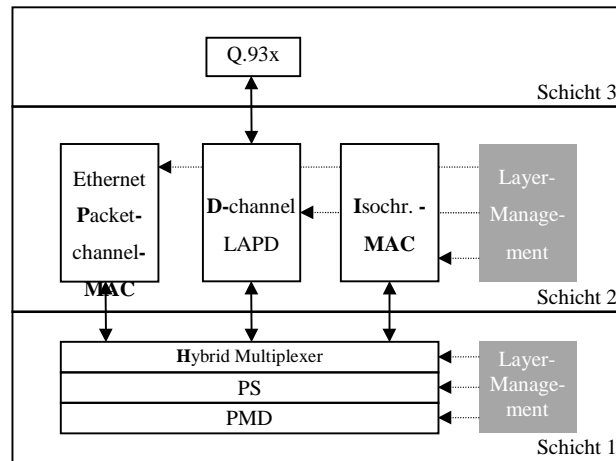 Q.93x
Schicht 3
Ethernet
Packet-
channel-
MAC
D-channel
LAPD
Isochr. -
MAC
Layer-
Manage-
ment
Schicht 2
Hybrid Multiplexer
PS
PMD
Layer-
Manage-
ment
Schicht 1